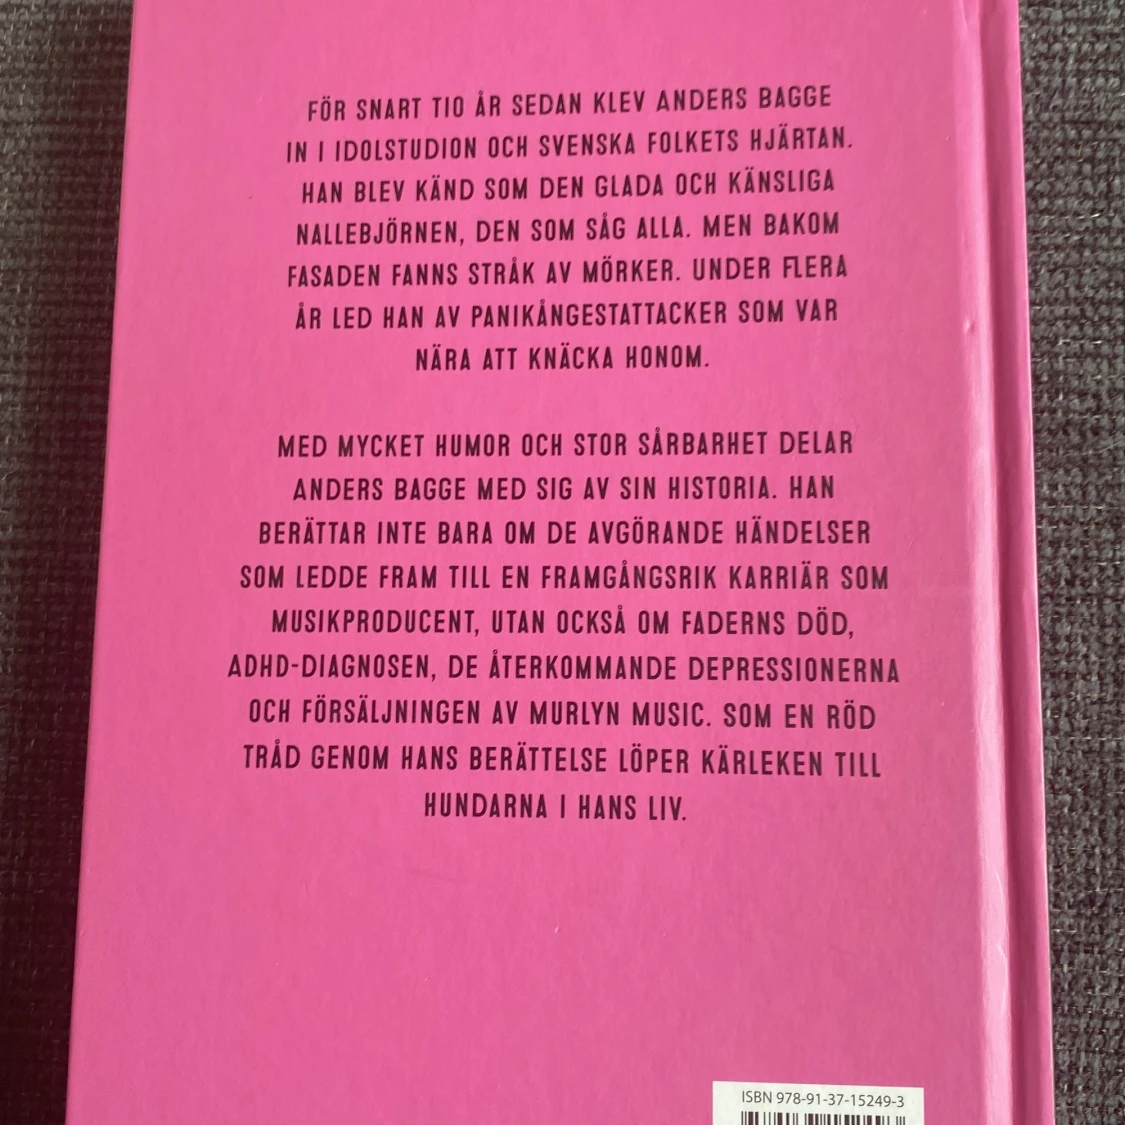 FÖR SNART TIO ÅR SEDAN KLEV ANDERS BAGGE
IN I IDOLSTUDION OCH SVENSKA FOLKETS HJÄRTAN.
HAN BLEV KÄND SOM DEN GLADA OCH KÄNSLIGA
NALLEBJÖRNEN, DEN SOM SÅG ALLA. MEN BAKOM
FASADEN FANNS STRÅK AV MÖRKER. UNDER FLERA
ÅR LED HAN AV PANIKÅNGESTATTACKER SOM VAR
NÄRA ATT KNÄCKA HONOM.
MED MYCKET HUMOR OCH STOR SÅRBARHET DELAR
ANDERS BAGGE MED SIG AV SIN HISTORIA. HAN
BERÄTTAR INTE BARA OM DE AVGÖRANDE HÄNDELSER
SOM LEDDE FRAM TILL EN FRAMGÅNGSRIK KARRIÄR SOM
MUSIKPRODUCENT, UTAN OCKSÅ OM FADERNS DÖD,
ADHD-DIAGNOSEN, DE ÅTERKOMMANDE DEPRESSIONERNA
OCH FÖRSÄLJNINGEN AV MURLYN MUSIC. SOM EN RÖD
TRÅD GENOM HANS BERÄTTELSE LÖPER KÄRLEKEN TILL
HUNDARNA I HANS LIV.
ISBN 978-91-37-15249-3